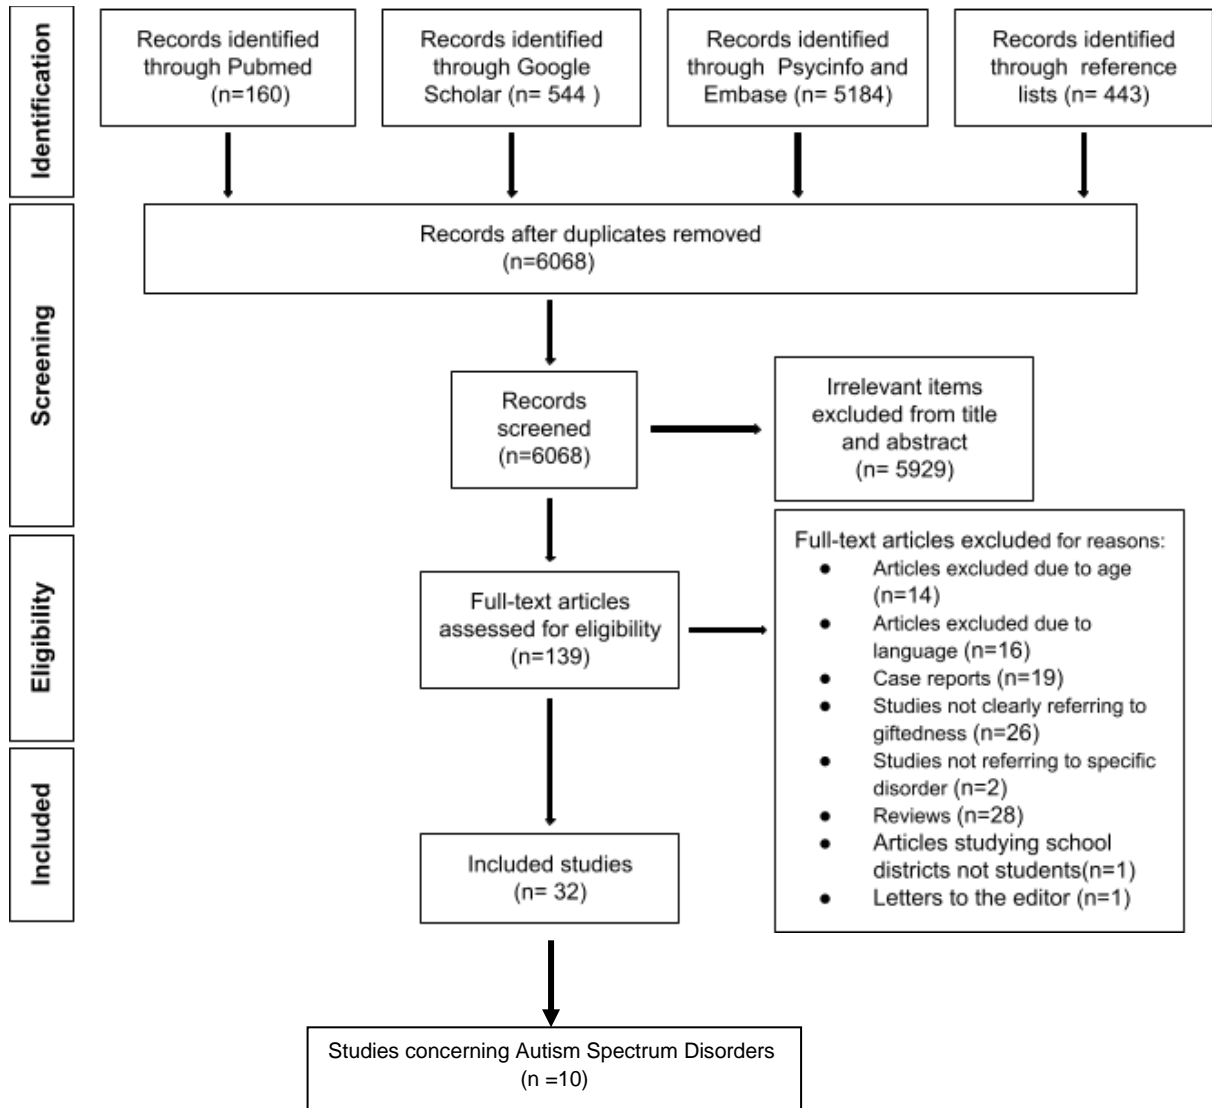 Identification
Records identified
through Pubmed
(n=160)
Records identified
through Google
Scholar (n= 544 )
Records identified
through Psycinfo and
Embase (n= 5184)
Records identified
through reference
lists (n= 443)
Screening
Records after duplicates removed
(n=6068)
Records
screened
(n=6068)
Irrelevant items
excluded from title
and abstract
(n= 5929)
Eligibility
Full-text articles
assessed for eligibility
(n=139)
Full-text articles excluded for reasons:
● Articles excluded due to age
(n=14)
● Articles excluded due to
language (n=16)
● Case reports (n=19)
● Studies not clearly referring to
giftedness (n=26)
● Studies not referring to specific
disorder (n=2)
● Reviews (n=28)
● Articles studying school
districts not students(n=1)
● Letters to the editor (n=1)
Included
Included studies
(n= 32)
Studies concerning Autism Spectrum Disorders
(n =10)